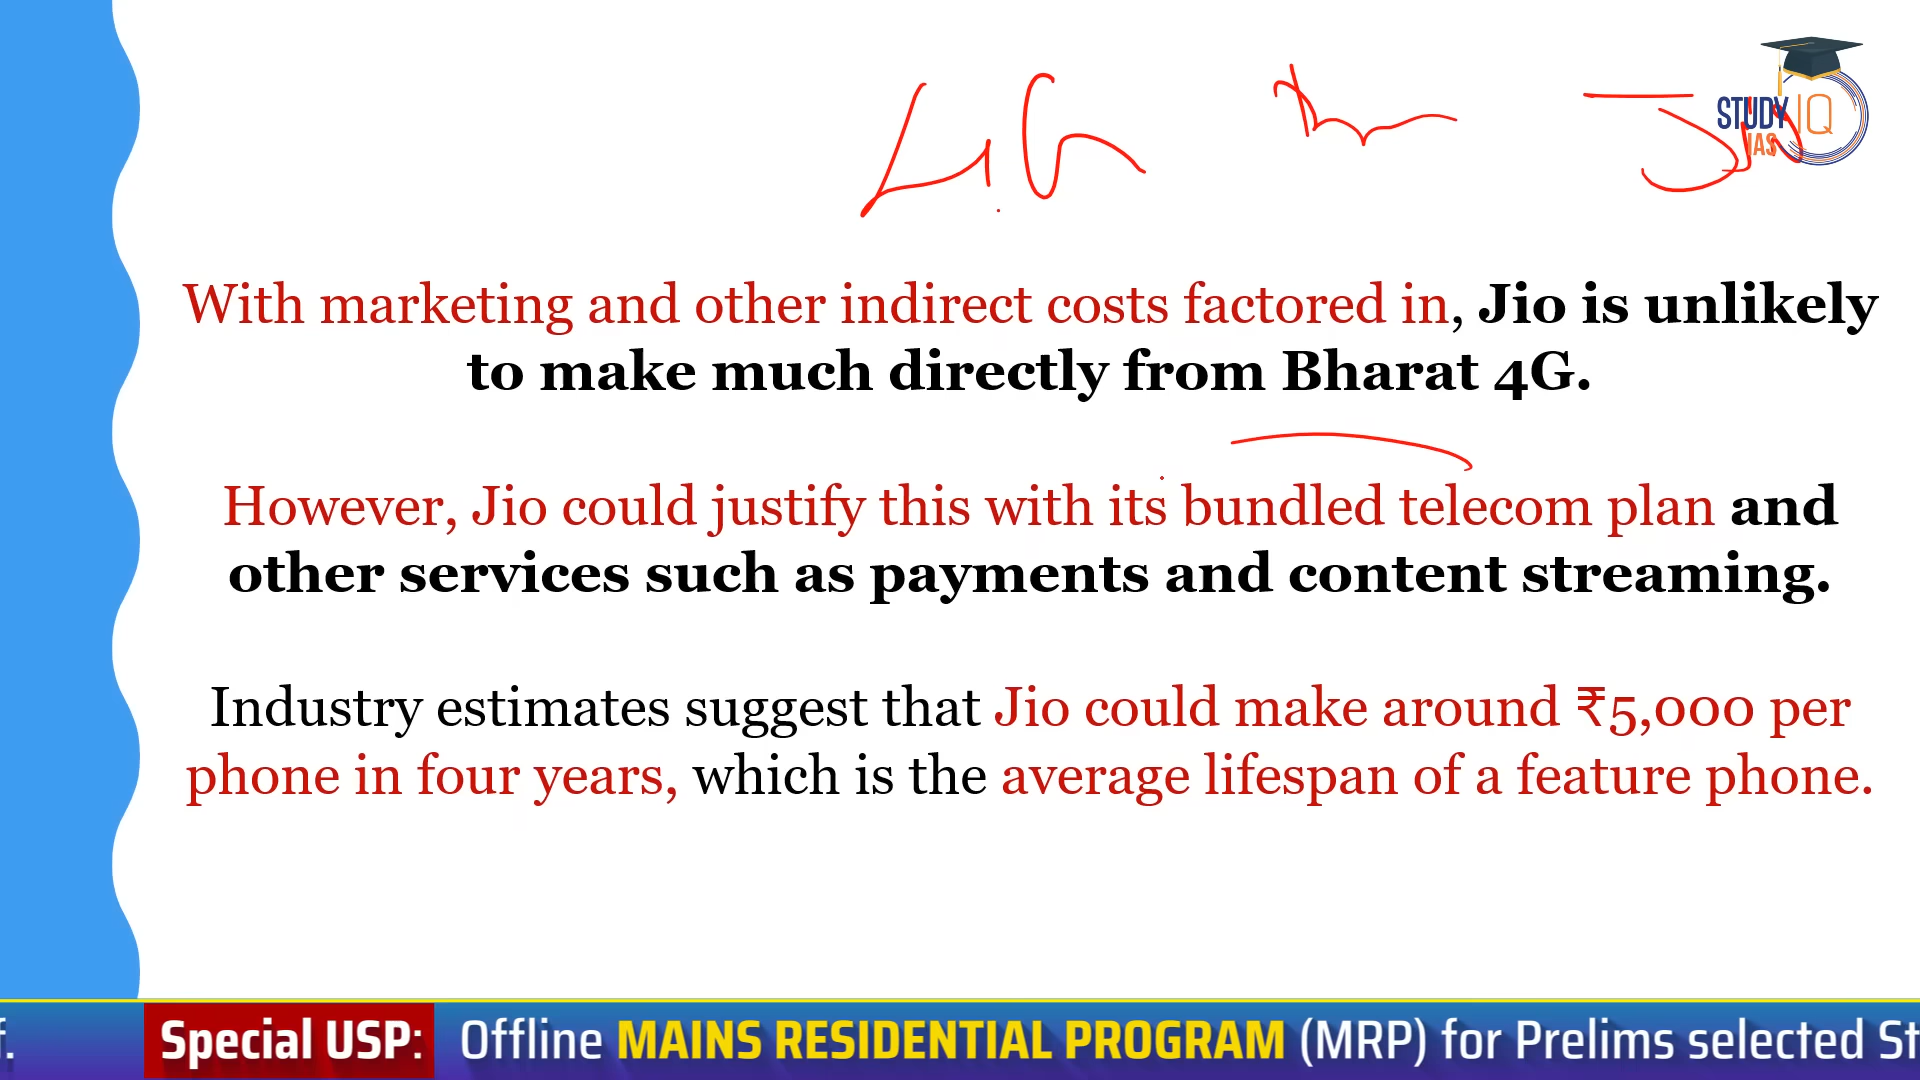 STUDY IQ
IAS
With marketing and other indirect costs factored in, Jio is unlikely
to make much directly from Bharat 4G.
However, Jio could justify this with its bundled telecom plan and
other services such as payments and content streaming.
Industry estimates suggest that Jio could make around ₹5,000 per
phone in four years, which is the average lifespan of a feature phone.
f. Special USP: Offline MAINS RESIDENTIAL PROGRAM (MRP) for Prelims selected St